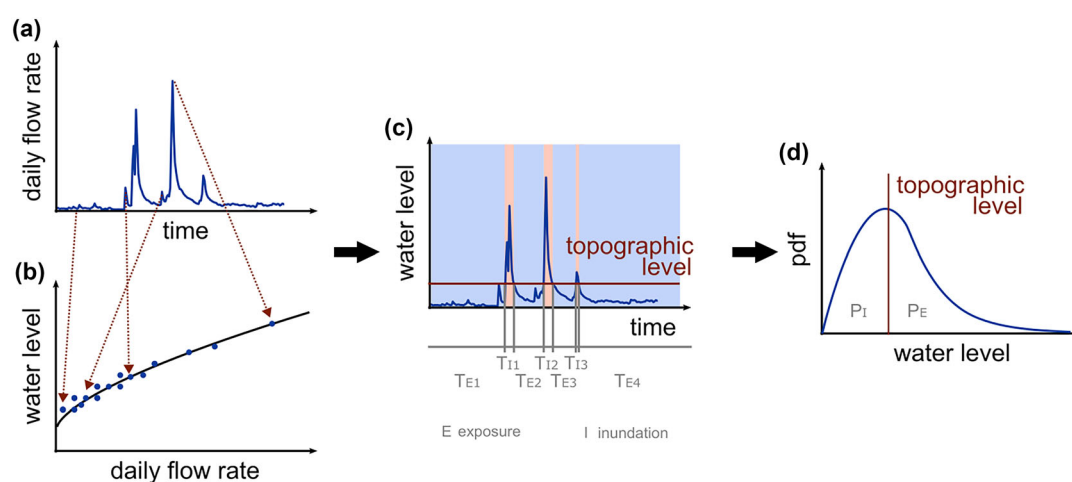 (a)
daily flow rate
time
(b)
water level
daily flow rate
(c)
water level
topographic
level
time
TI1 TI2 TI3
TE1 TE2 TE3 TE4
E exposure I inundation
(d)
pdf
topographic
level
PI PE
water level